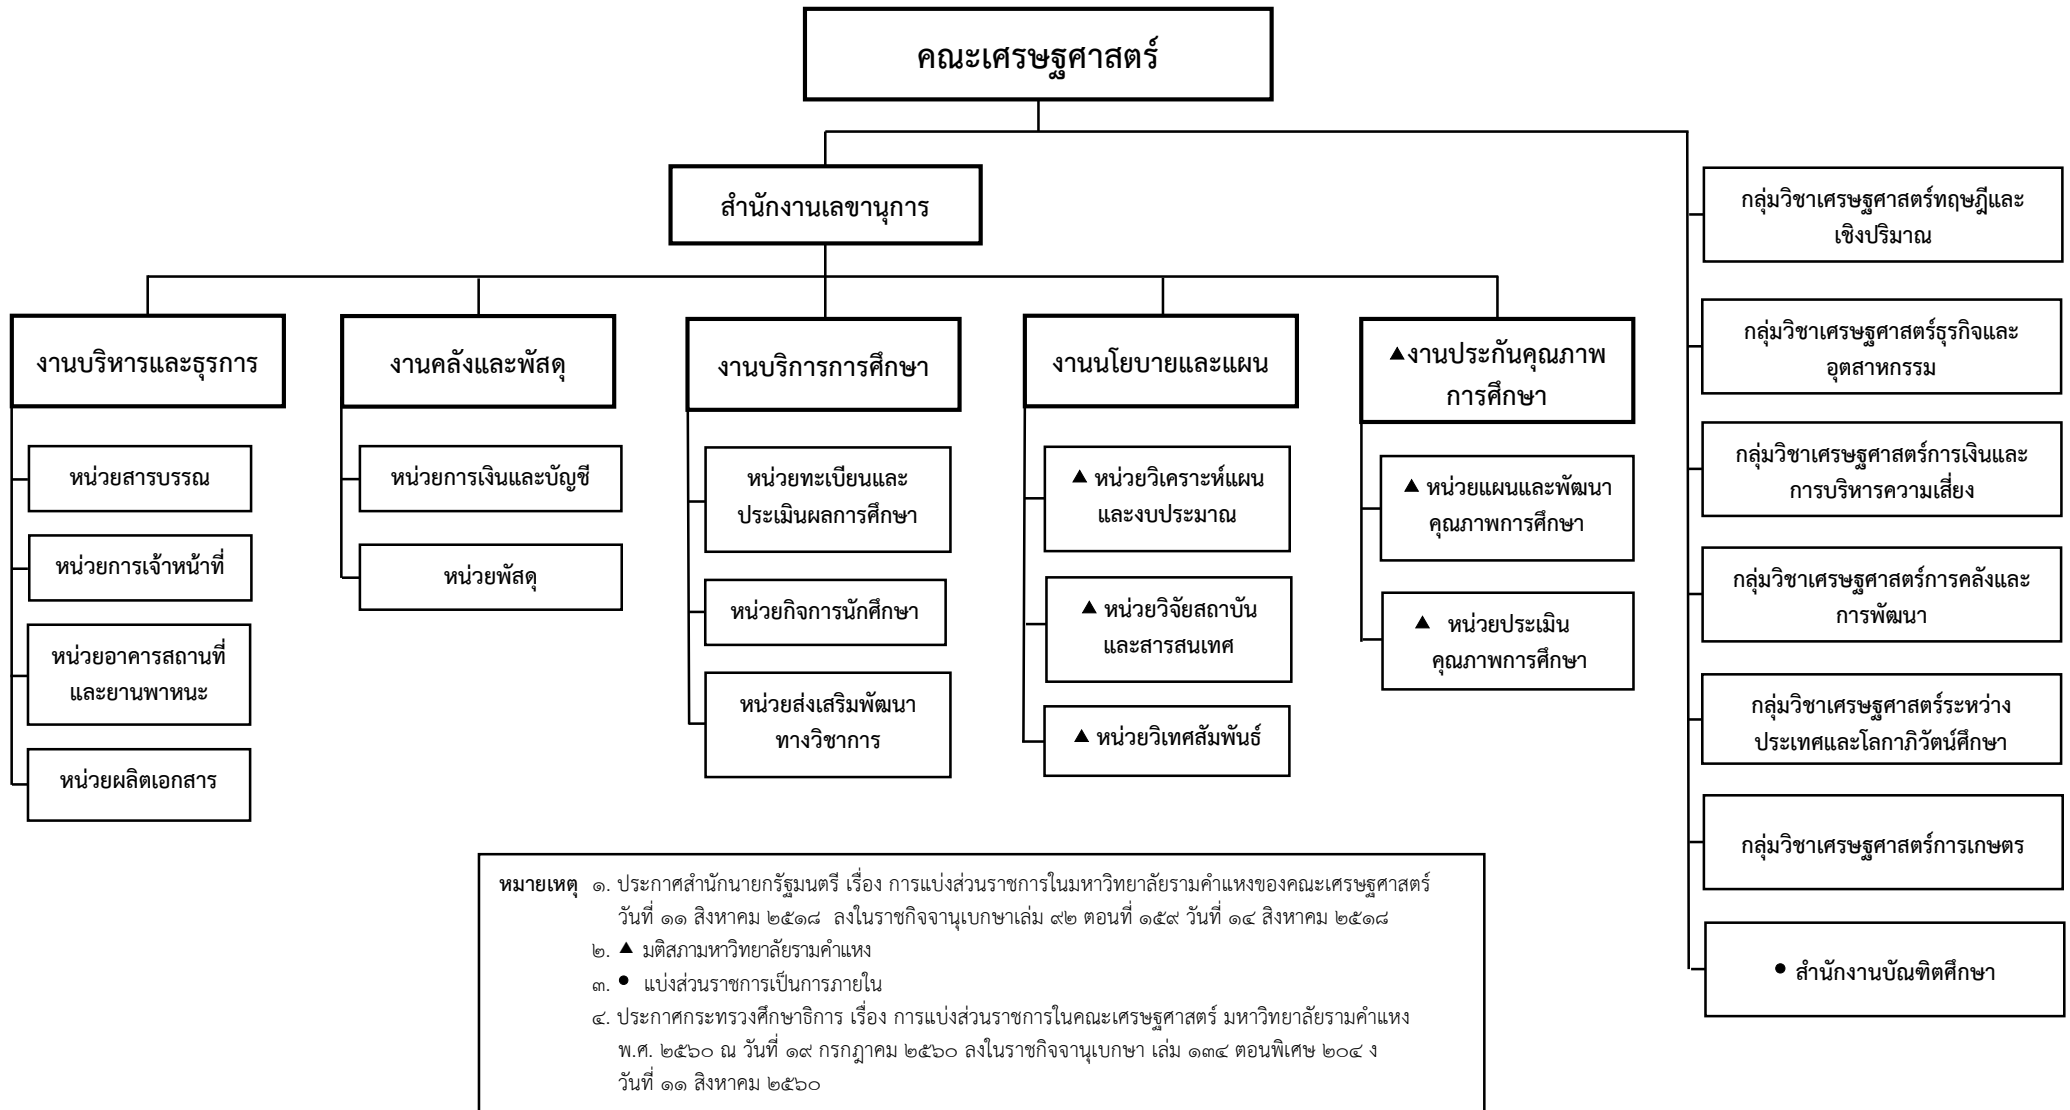 คณะเศรษฐศาสตร์
สำนักงานเลขานุการ
งานบริหารและธุรการ
หน่วยสารบรรณ
หน่วยการเจ้าหน้าที่
หน่วยอาคารสถานที่
และยานพาหนะ
หน่วยผลิตเอกสาร
งานคลังและพัสดุ
หน่วยการเงินและบัญชี
หน่วยพัสดุ
งานบริการการศึกษา
หน่วยทะเบียนและ
ประเมินผลการศึกษา
หน่วยกิจการนักศึกษา
หน่วยส่งเสริมพัฒนา
ทางวิชาการ
งานนโยบายและแผน
▲ หน่วยวิเคราะห์แผน
และงบประมาณ
▲ หน่วยวิจัยสถาบัน
และสารสนเทศ
▲ หน่วยวิเทศสัมพันธ์
▲งานประกันคุณภาพ
การศึกษา
▲ หน่วยแผนและพัฒนา
คุณภาพการศึกษา
▲ หน่วยประเมิน
คุณภาพการศึกษา
กลุ่มวิชาเศรษฐศาสตร์ทฤษฎีและ
เชิงปริมาณ
กลุ่มวิชาเศรษฐศาสตร์ธุรกิจและ
อุตสาหกรรม
กลุ่มวิชาเศรษฐศาสตร์การเงินและ
การบริหารความเสี่ยง
กลุ่มวิชาเศรษฐศาสตร์การคลังและ
การพัฒนา
กลุ่มวิชาเศรษฐศาสตร์ระหว่าง
ประเทศและโลกาภิวัตน์ศึกษา
กลุ่มวิชาเศรษฐศาสตร์การเกษตร
● สำนักงานบัณฑิตศึกษา
หมายเหตุ ๑. ประกาศสำนักนายกรัฐมนตรี เรื่อง การแบ่งส่วนราชการในมหาวิทยาลัยรามคำแหงของคณะเศรษฐศาสตร์
วันที่ ๑๑ สิงหาคม ๒๕๑๘ ลงในราชกิจจานุเบกษาเล่ม ๙๒ ตอนที่ ๑๕๙ วันที่ ๑๔ สิงหาคม ๒๕๑๘
๒. ▲ มติสภามหาวิทยาลัยรามคำแหง
๓. ● แบ่งส่วนราชการเป็นการภายใน
๔. ประกาศกระทรวงศึกษาธิการ เรื่อง การแบ่งส่วนราชการในคณะเศรษฐศาสตร์ มหาวิทยาลัยรามคำแหง
พ.ศ. ๒๕๖๐ ณ วันที่ ๑๙ กรกฎาคม ๒๕๖๐ ลงในราชกิจจานุเบกษา เล่ม ๑๓๔ ตอนพิเศษ ๒๐๔ ง
วันที่ ๑๑ สิงหาคม ๒๕๖๐